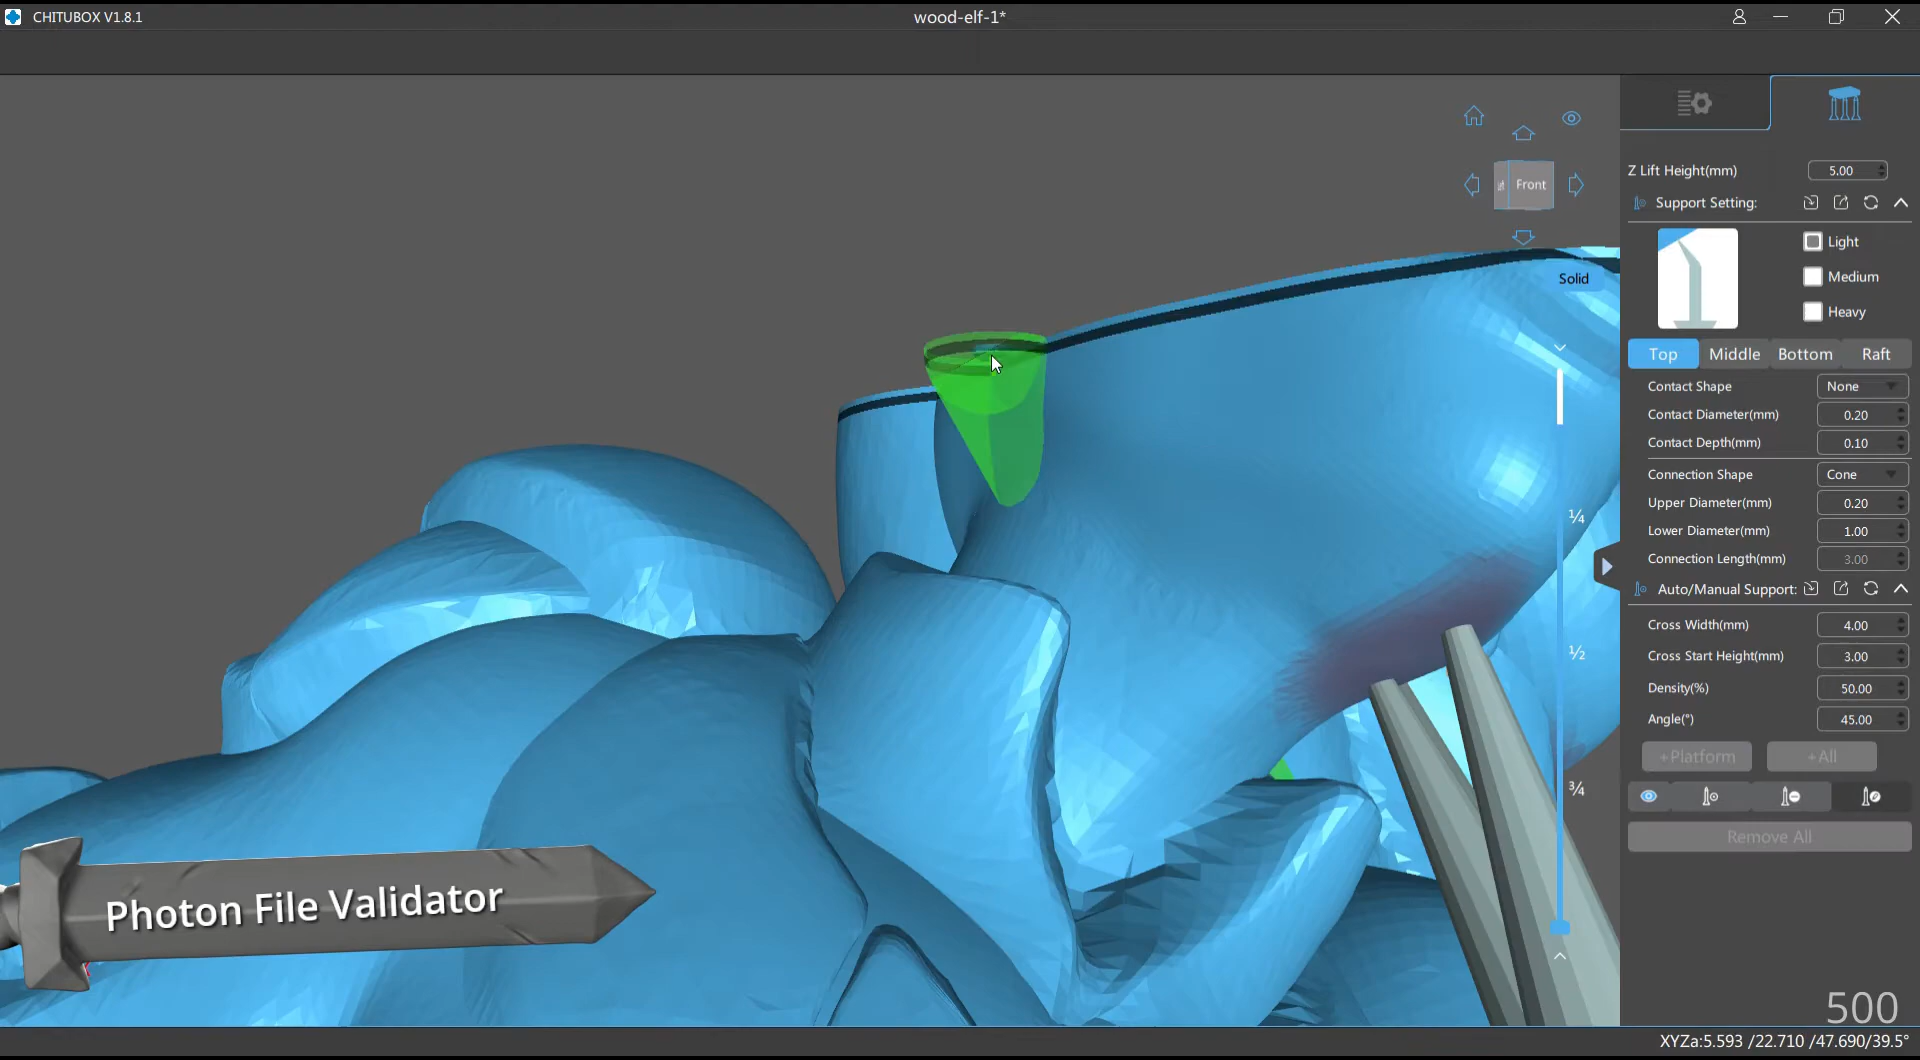 CHITUBOX V1.8.1
wood-elf-1*
Front
Solid
¼
½
¾
Z Lift Height(mm) 5.00
Support Setting:
Light
Medium
Heavy
Top Middle Bottom Raft
Contact Shape None
Contact Diameter(mm) 0.20
Contact Depth(mm) 0.10
Connection Shape Cone
Upper Diameter(mm) 0.20
Lower Diameter(mm) 1.00
Connection Length(mm) 3.00
Auto/Manual Support:
Cross Width(mm) 4.00
Cross Start Height(mm) 3.00
Density(%) 50.00
Angle(°) 45.00
+Platform +All
Remove All
Photon File Validator
500
XYZa:5.593 /22.710 /47.690/39.5°